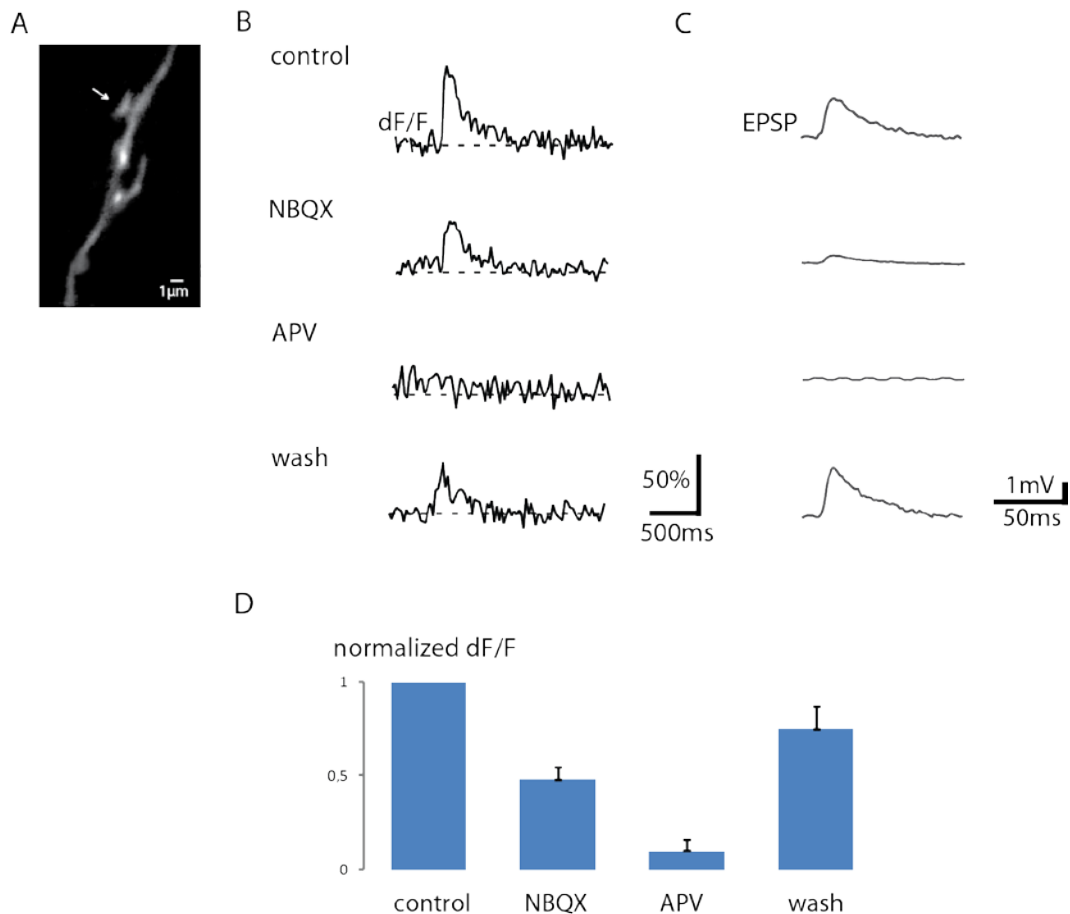 A
B
C
control
dF/F
EPSP
1µm
NBQX
APV
wash
50%
500ms
1mV
50ms
D
normalized dF/F
1
0,5
0
control
NBQX
APV
wash